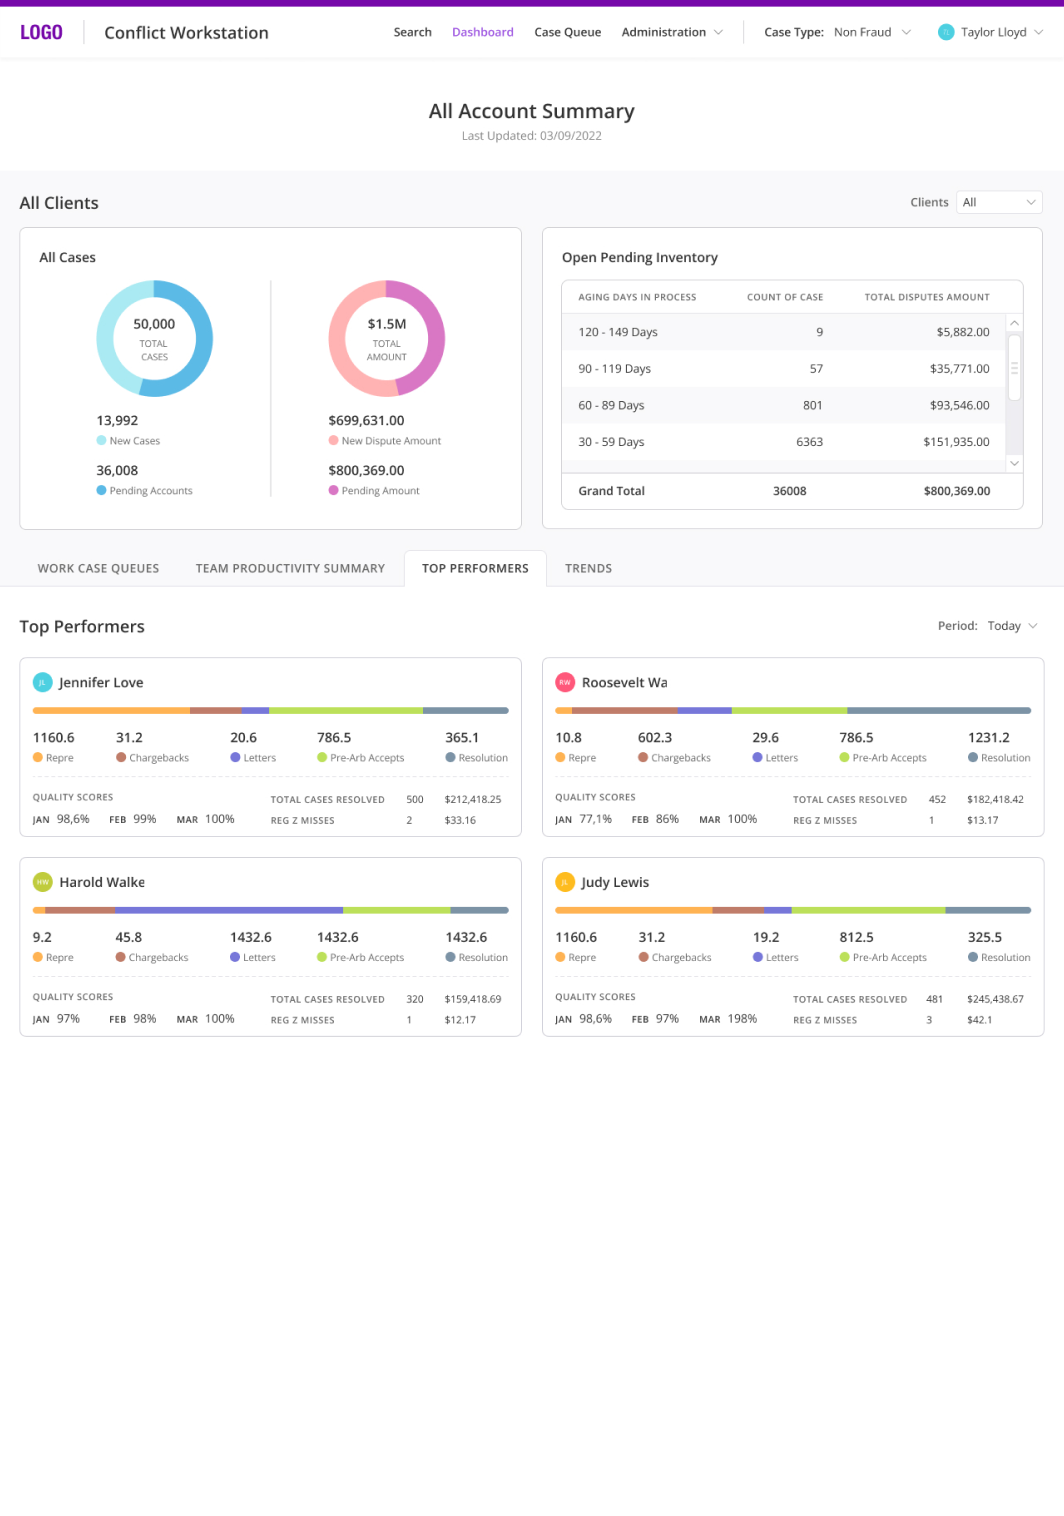 LOGO
Conflict Workstation
Search Dashboard Case Queue Administration
Case Type: Non Fraud
TL Taylor Lloyd
All Account Summary
Last Updated: 03/09/2022
All Clients
Clients All
All Cases
50,000
TOTAL
CASES
13,992
New Cases
36,008
Pending Accounts
$1.5M
TOTAL
AMOUNT
$699,631.00
New Dispute Amount
$800,369.00
Pending Amount
Open Pending Inventory
AGING DAYS IN PROCESS COUNT OF CASE TOTAL DISPUTES AMOUNT
120 - 149 Days 9 $5,882.00
90 - 119 Days 57 $35,771.00
60 - 89 Days 801 $93,546.00
30 - 59 Days 6363 $151,935.00
Grand Total 36008 $800,369.00
WORK CASE QUEUES TEAM PRODUCTIVITY SUMMARY TOP PERFORMERS TRENDS
Top Performers
Period: Today
JL Jennifer Love
1160.6 31.2 20.6 786.5 365.1
Repre Chargebacks Letters Pre-Arb Accepts Resolution
QUALITY SCORES
JAN 98,6% FEB 99% MAR 100%
TOTAL CASES RESOLVED 500 $212,418.25
REG Z MISSES 2 $33.16
RW Roosevelt Wa
10.8 602.3 29.6 786.5 1231.2
Repre Chargebacks Letters Pre-Arb Accepts Resolution
QUALITY SCORES
JAN 77,1% FEB 86% MAR 100%
TOTAL CASES RESOLVED 452 $182,418.42
REG Z MISSES 1 $13.17
HW Harold Walke
9.2 45.8 1432.6 1432.6 1432.6
Repre Chargebacks Letters Pre-Arb Accepts Resolution
QUALITY SCORES
JAN 97% FEB 98% MAR 100%
TOTAL CASES RESOLVED 320 $159,418.69
REG Z MISSES 1 $12.17
JL Judy Lewis
1160.6 31.2 19.2 812.5 325.5
Repre Chargebacks Letters Pre-Arb Accepts Resolution
QUALITY SCORES
JAN 98,6% FEB 97% MAR 198%
TOTAL CASES RESOLVED 481 $245,438.67
REG Z MISSES 3 $42.1